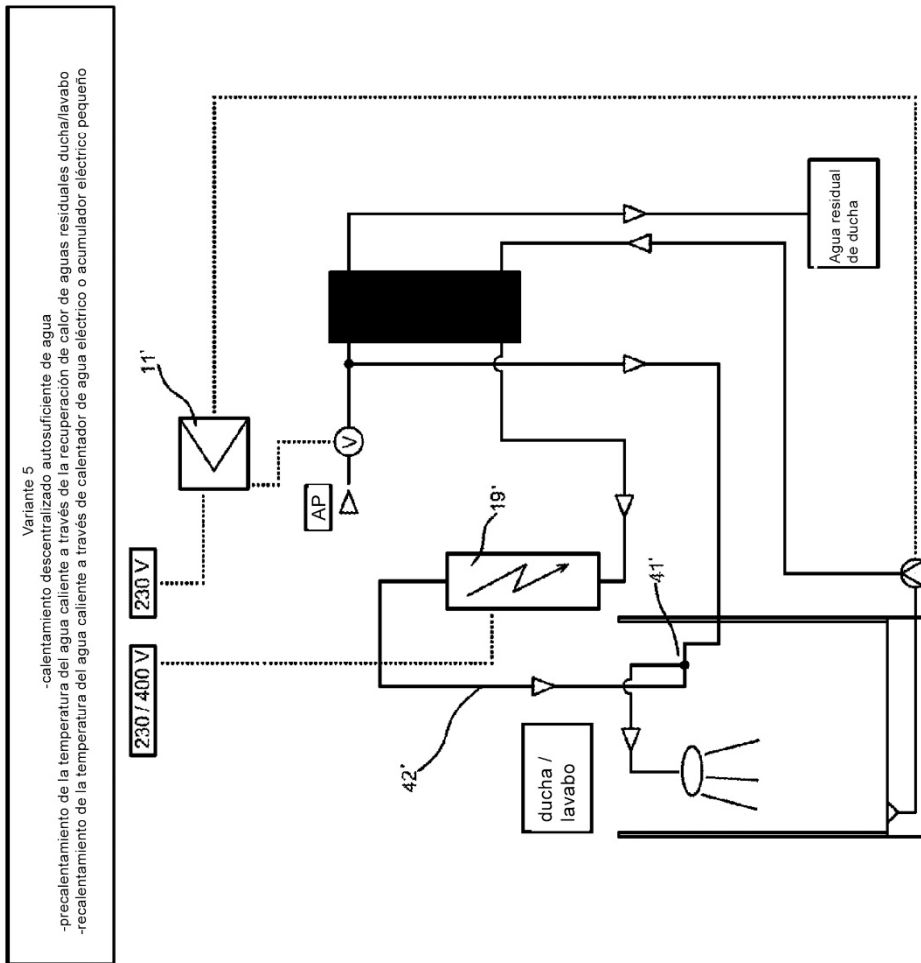 Variante 5
-calentamiento descentralizado autosuficiente de agua
-precalentamiento de la temperatura del agua caliente a través de la recuperación de calor de aguas residuales ducha/lavabo
-recalentamiento de la temperatura del agua caliente a través de calentador de agua eléctrico o acumulador eléctrico pequeño
230 / 400 V
230 V
11'
AP
V
19'
42'
41'
ducha /
lavabo
Agua residual
de ducha